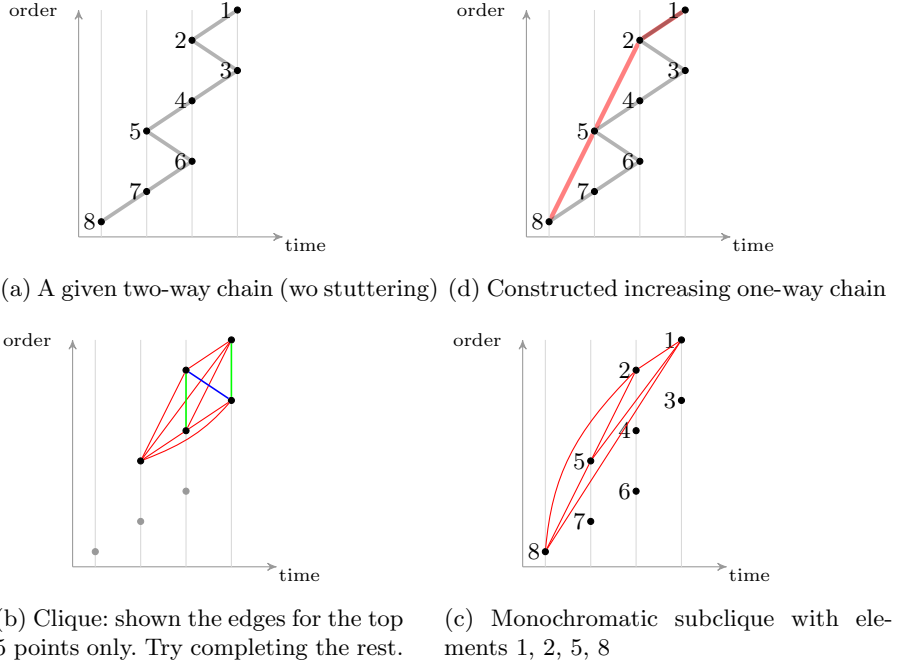 order
1
2
3
4
5
6
7
8
time
(a) A given two-way chain (wo stuttering)
order
1
2
3
4
5
6
7
8
time
(d) Constructed increasing one-way chain
order
time
(b) Clique: shown the edges for the top
5 points only. Try completing the rest.
order
1
2
3
4
5
6
7
8
time
(c) Monochromatic subclique with ele-
ments 1, 2, 5, 8